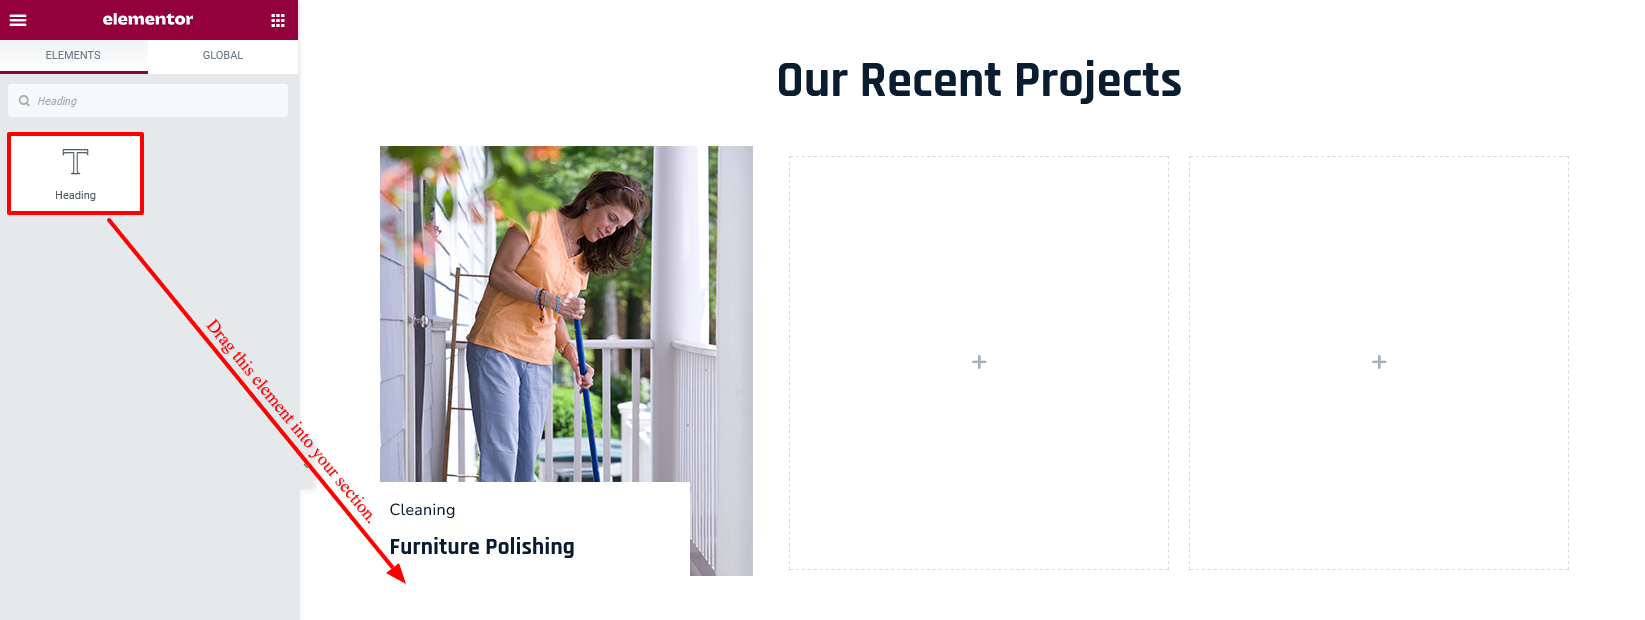 elementor
ELEMENTS
GLOBAL
Heading
Heading
Drag this element into your section.
Our Recent Projects
Cleaning
Furniture Polishing